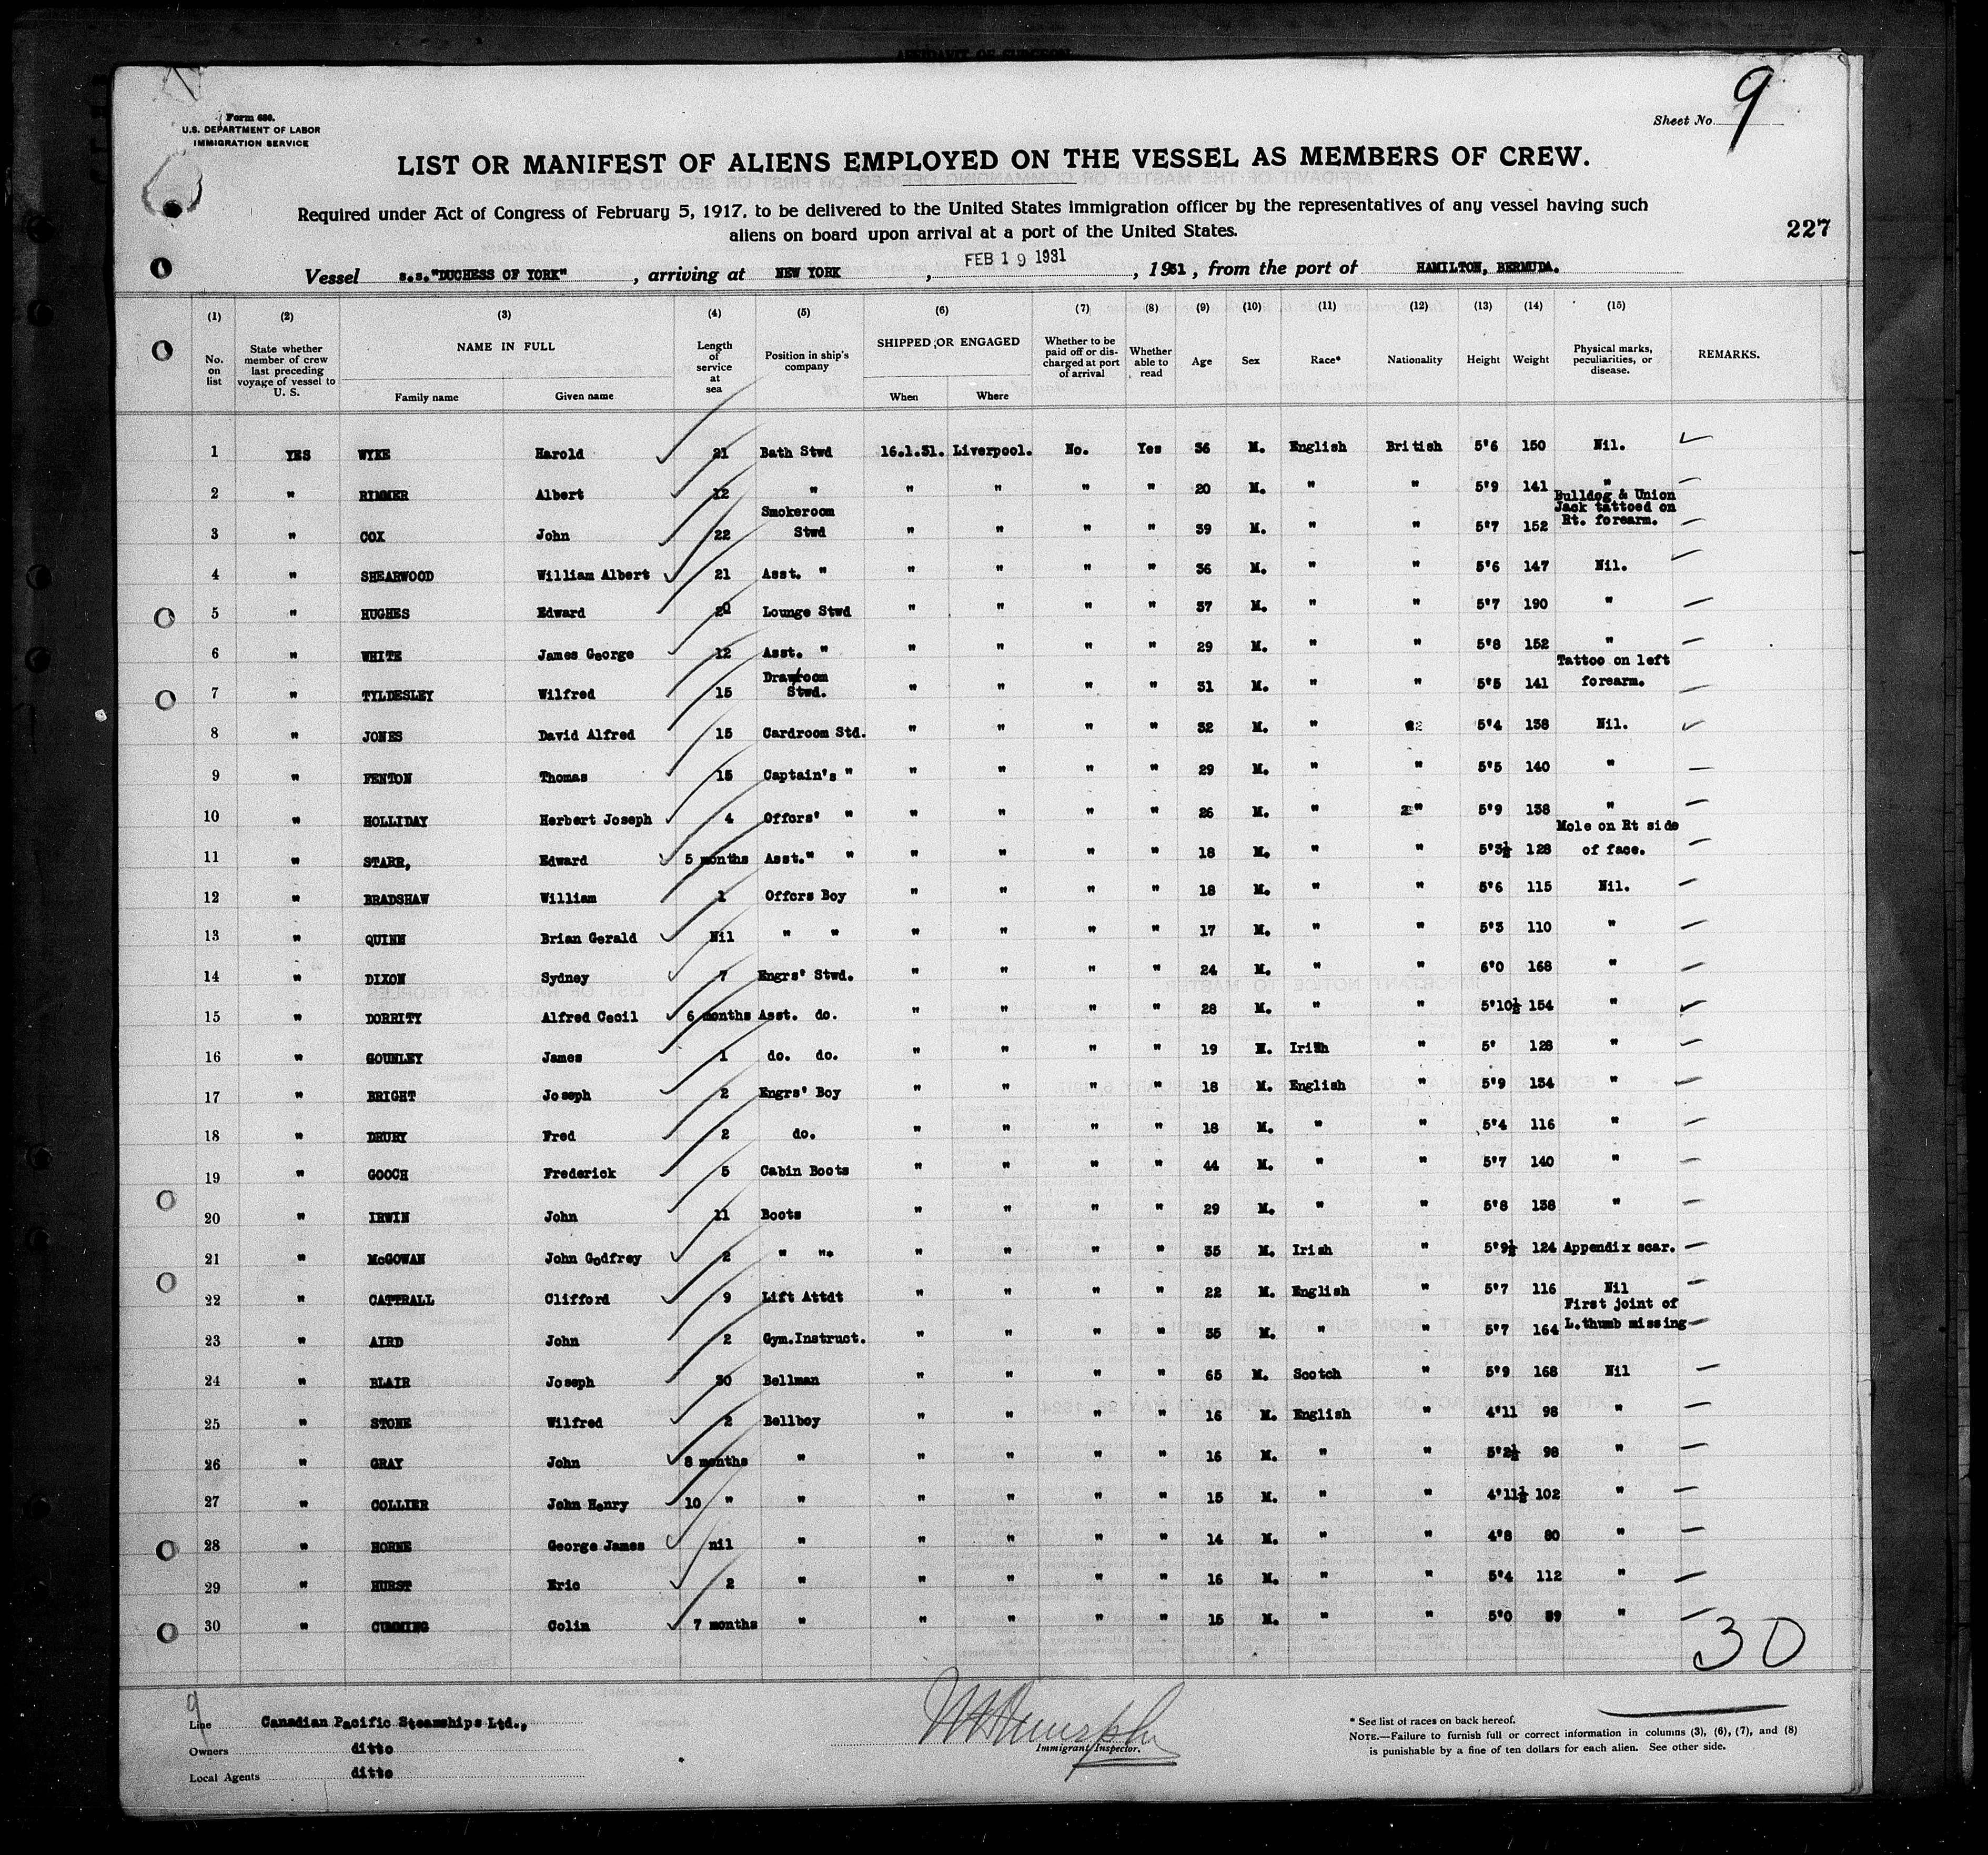 AFFIDAVIT OF SURGEON
Form 680.
U.S. DEPARTMENT OF LABOR
IMMIGRATION SERVICE
Sheet No. 9
LIST OR MANIFEST OF ALIENS EMPLOYED ON THE VESSEL AS MEMBERS OF CREW.
Required under Act of Congress of February 5, 1917, to be delivered to the United States immigration officer by the representatives of any vessel having such
aliens on board upon arrival at a port of the United States.
227
Vessel s.s."DUCHESS OF YORK", arriving at NEW YORK, FEB 19 1931, 1931, from the port of HAMILTON, BERMUDA.
(1) (2) (3) (4) (5) (6) (7) (8) (9) (10) (11) (12) (13) (14) (15)
No. on list | State whether member of crew last preceding voyage of vessel to U. S. | NAME IN FULL | Length of service at sea | Position in ship's company | SHIPPED OR ENGAGED | Whether to be paid off or discharged at port of arrival | Whether able to read | Age | Sex | Race* | Nationality | Height | Weight | Physical marks, peculiarities, or disease. | REMARKS.
Family name Given name When Where
1 YES WYKE Harold 21 Bath Stwd 16.1.31. Liverpool. No. Yes 36 M. English British 5'6 150 Nil.
2 " RIMMER Albert 12 " " " " " 20 M. " " 5'9 141 "
3 " COX John 22 Smokeroom Stwd " " " " 39 M. " " 5'7 152 Bulldog & Union Jack tattoed on Rt. forearm.
4 " SHEARWOOD William Albert 21 Asst. " " " " " 36 M. " " 5'6 147 Nil.
5 " HUGHES Edward 20 Lounge Stwd " " " " 37 M. " " 5'7 190 "
6 " WHITE James George 12 Asst. " " " " " 29 M. " " 5'8 152 "
7 " TYLDESLEY Wilfred 15 Drawroom Stwd. " " " " 31 M. " " 5'5 141 Tattoo on left forearm.
8 " JONES David Alfred 15 Cardroom Std. " " " " 32 M. " 5'4 138 Nil.
9 " FENTON Thomas 15 Captain's " " " " " 29 M. " " 5'5 140 "
10 " HOLLIDAY Herbert Joseph 4 Offors' " " " " " 26 M. " " 5'9 138 "
11 " STARR, Edward 5 months Asst." " " " " " 18 M. " " 5'3½ 128 Mole on Rt side of face.
12 " BRADSHAW William 1 Offors Boy " " " " 18 M. " " 5'6 115 Nil.
13 " QUINN Brian Gerald Nil " " " " " " 17 M. " " 5'3 110 "
14 " DIXON Sydney 7 Engrs' Stwd. " " " " 24 M. " " 6'0 168 "
15 " DORRITY Alfred Cecil 6 months Asst. do. " " " " 28 M. " " 5'10½ 154 "
16 " GOUNLEY James 1 do. do. " " " " 19 M. Irish " 5' 128 "
17 " BRIGHT Joseph 2 Engrs' Boy " " " " 18 M. English " 5'9 134 "
18 " DRURY Fred 2 do. " " " " 18 M. " " 5'4 116 "
19 " GOOCH Frederick 5 Cabin Boots " " " " 44 M. " " 5'7 140 "
20 " IRWIN John 11 Boots " " " " 29 M. " " 5'8 138 "
21 " McGOWAN John Godfrey 2 " "* " " " " 35 M. Irish " 5'9½ 124 Appendix scar.
22 " CATTRALL Clifford 9 Lift Attdt " " " " 22 M. English " 5'7 116 Nil
23 " AIRD John 2 Gym.Instruct. " " " " 35 M. " " 5'7 164 First joint of L.thumb missing
24 " BLAIR Joseph 30 Bellman " " " " 65 M. Scotch " 5'9 168 Nil
25 " STONE Wilfred 2 Bellboy " " " " 16 M. English " 4'11 98 "
26 " GRAY John 8 months " " " " " 16 M. " " 5'2½ 98 "
27 " COLLIER John Henry 10 " " " " " " 15 M. " " 4'11½ 102 "
28 " HORNE George James nil " " " " " 14 M. " " 4'8 80 "
29 " HURST Eric 2 " " " " " 16 M. " " 5'4 112 "
30 " CUMMING Colin 7 months " " " " " 15 M. " " 5'0 89 "
30
9
Line Canadian Pacific Steamships Ltd.,
Owners ditto
Local Agents ditto
Immigrant Inspector.
* See list of races on back hereof.
NOTE.—Failure to furnish full or correct information in columns (3), (6), (7), and (8)
is punishable by a fine of ten dollars for each alien. See other side.